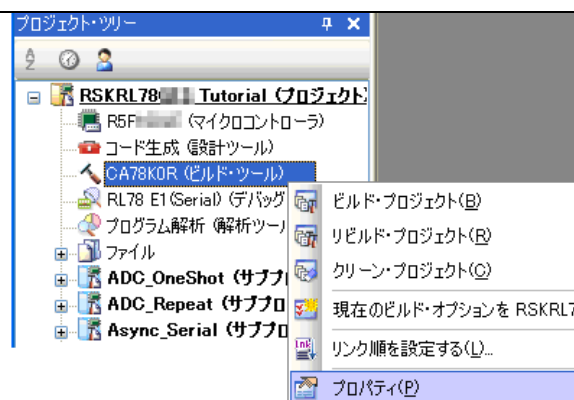 プロジェクト・ツリー
RSKRL78 Tutorial (プロジェクト)
R5F (マイクロコントローラ)
コード生成 (設計ツール)
CA78K0R (ビルド・ツール)
RL78 E1(Serial) (デバッグ
プログラム解析 (解析ツー
ファイル
ADC_OneShot (サブプ
ADC_Repeat (サブプロ
Async_Serial (サブプロ
ビルド・プロジェクト(B)
リビルド・プロジェクト(R)
クリーン・プロジェクト(C)
現在のビルド・オプションを RSKRL7
リンク順を設定する(L)...
プロパティ(P)